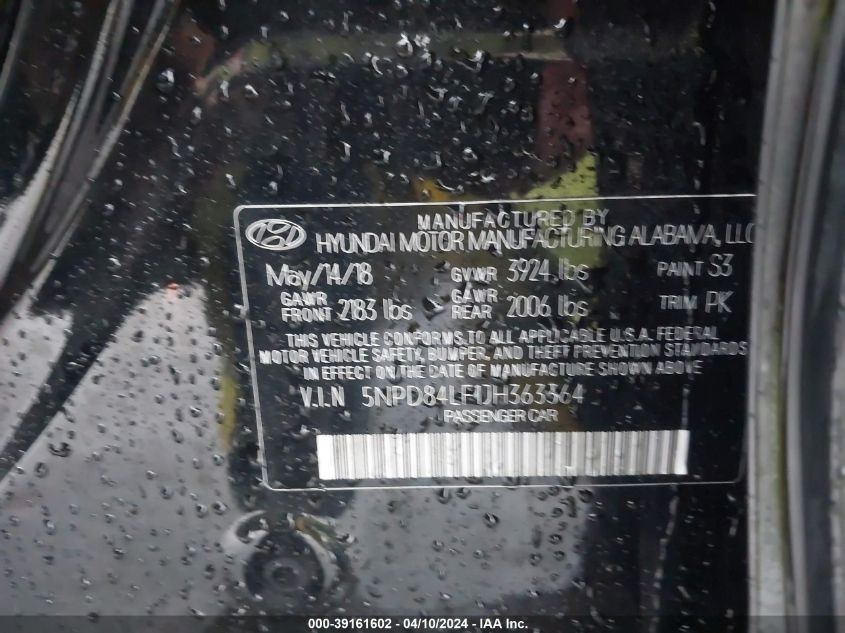 MANUFACTURED BY
HYUNDAI MOTOR MANUFACTURING ALABAMA, LLC
May/14/18 GVWR 3924 lbs PAINT S3
GAWR FRONT 2183 lbs GAWR REAR 2006 lbs TRIM PK
THIS VEHICLE CONFORMS TO ALL APPLICABLE U.S.A. FEDERAL
MOTOR VEHICLE SAFETY, BUMPER, AND THEFT PREVENTION STANDARDS
IN EFFECT ON THE DATE OF MANUFACTURE SHOWN ABOVE
V.I.N 5NPD84LF1JH363364
PASSENGER CAR
000-39161602 - 04/10/2024 - IAA Inc.